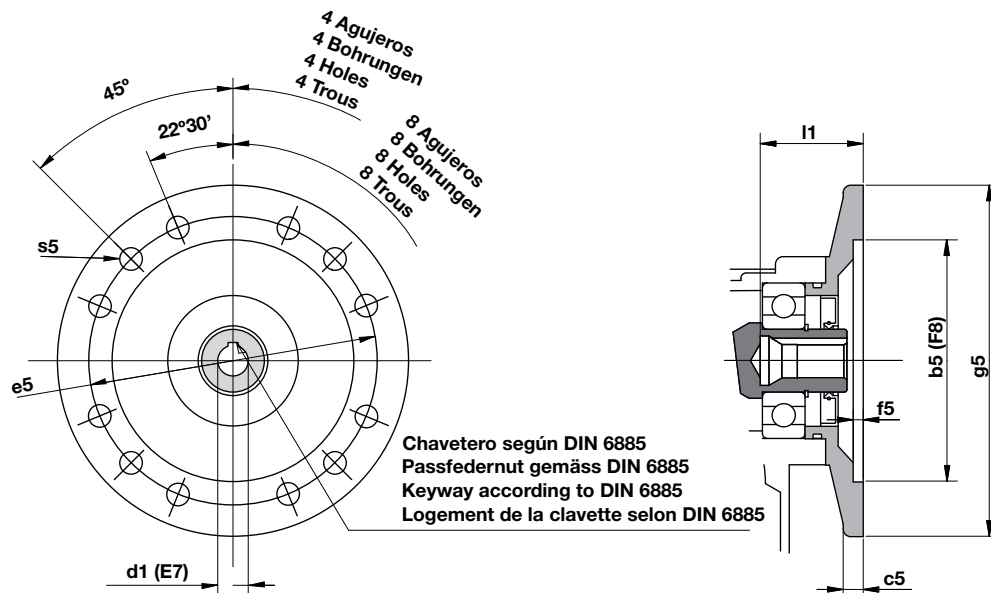 4 Agujeros
4 Bohrungen
4 Holes
4 Trous
45º
22º30’
8 Agujeros
8 Bohrungen
8 Holes
8 Trous
s5
e5
d1 (E7)
Chavetero según DIN 6885
Passfedernut gemäss DIN 6885
Keyway according to DIN 6885
Logement de la clavette selon DIN 6885
l1
b5 (F8)
g5
f5
c5